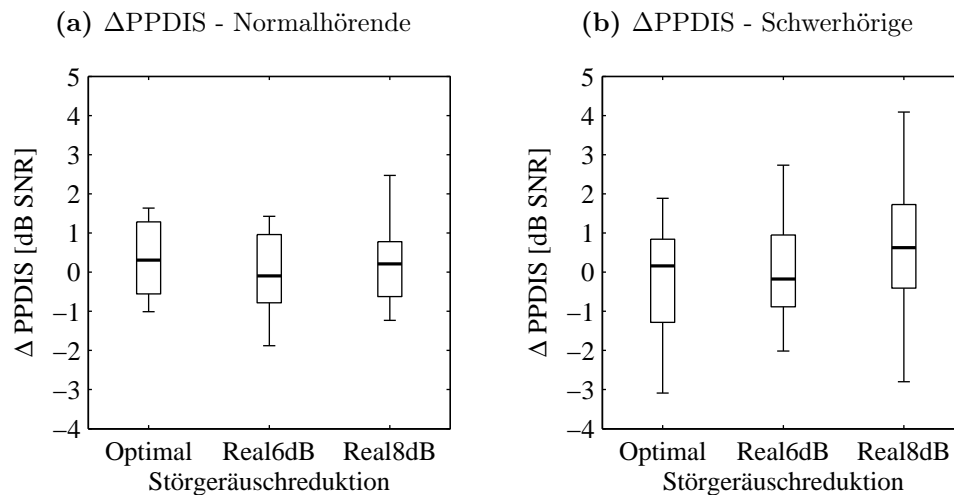 (a) ΔPPDIS - Normalhörende
5
4
3
2
1
0
−1
−2
−3
−4
Δ PPDIS [dB SNR]
Optimal Real6dB Real8dB
Störgeräuschreduktion
(b) ΔPPDIS - Schwerhörige
5
4
3
2
1
0
−1
−2
−3
−4
Δ PPDIS [dB SNR]
Optimal Real6dB Real8dB
Störgeräuschreduktion